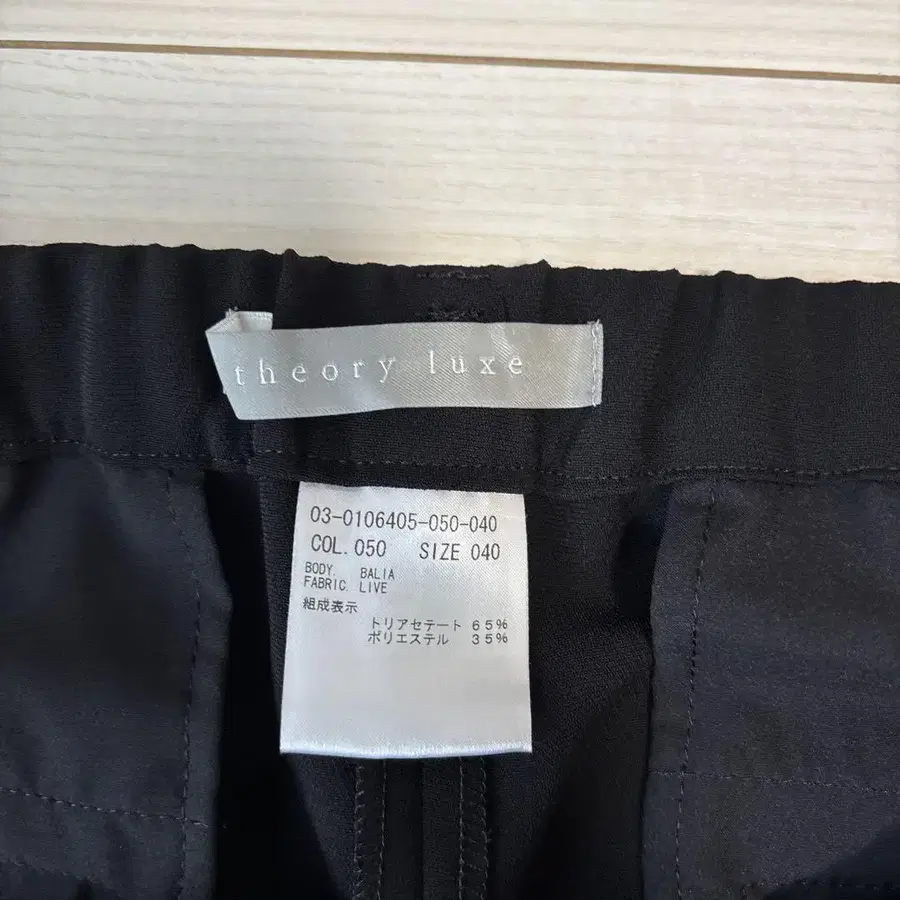 theory luxe
03-0106405-050-040
COL. 050 SIZE 040
BODY. BALIA
FABRIC. LIVE
組成表示
トリアセテート 65%
ポリエステル 35%